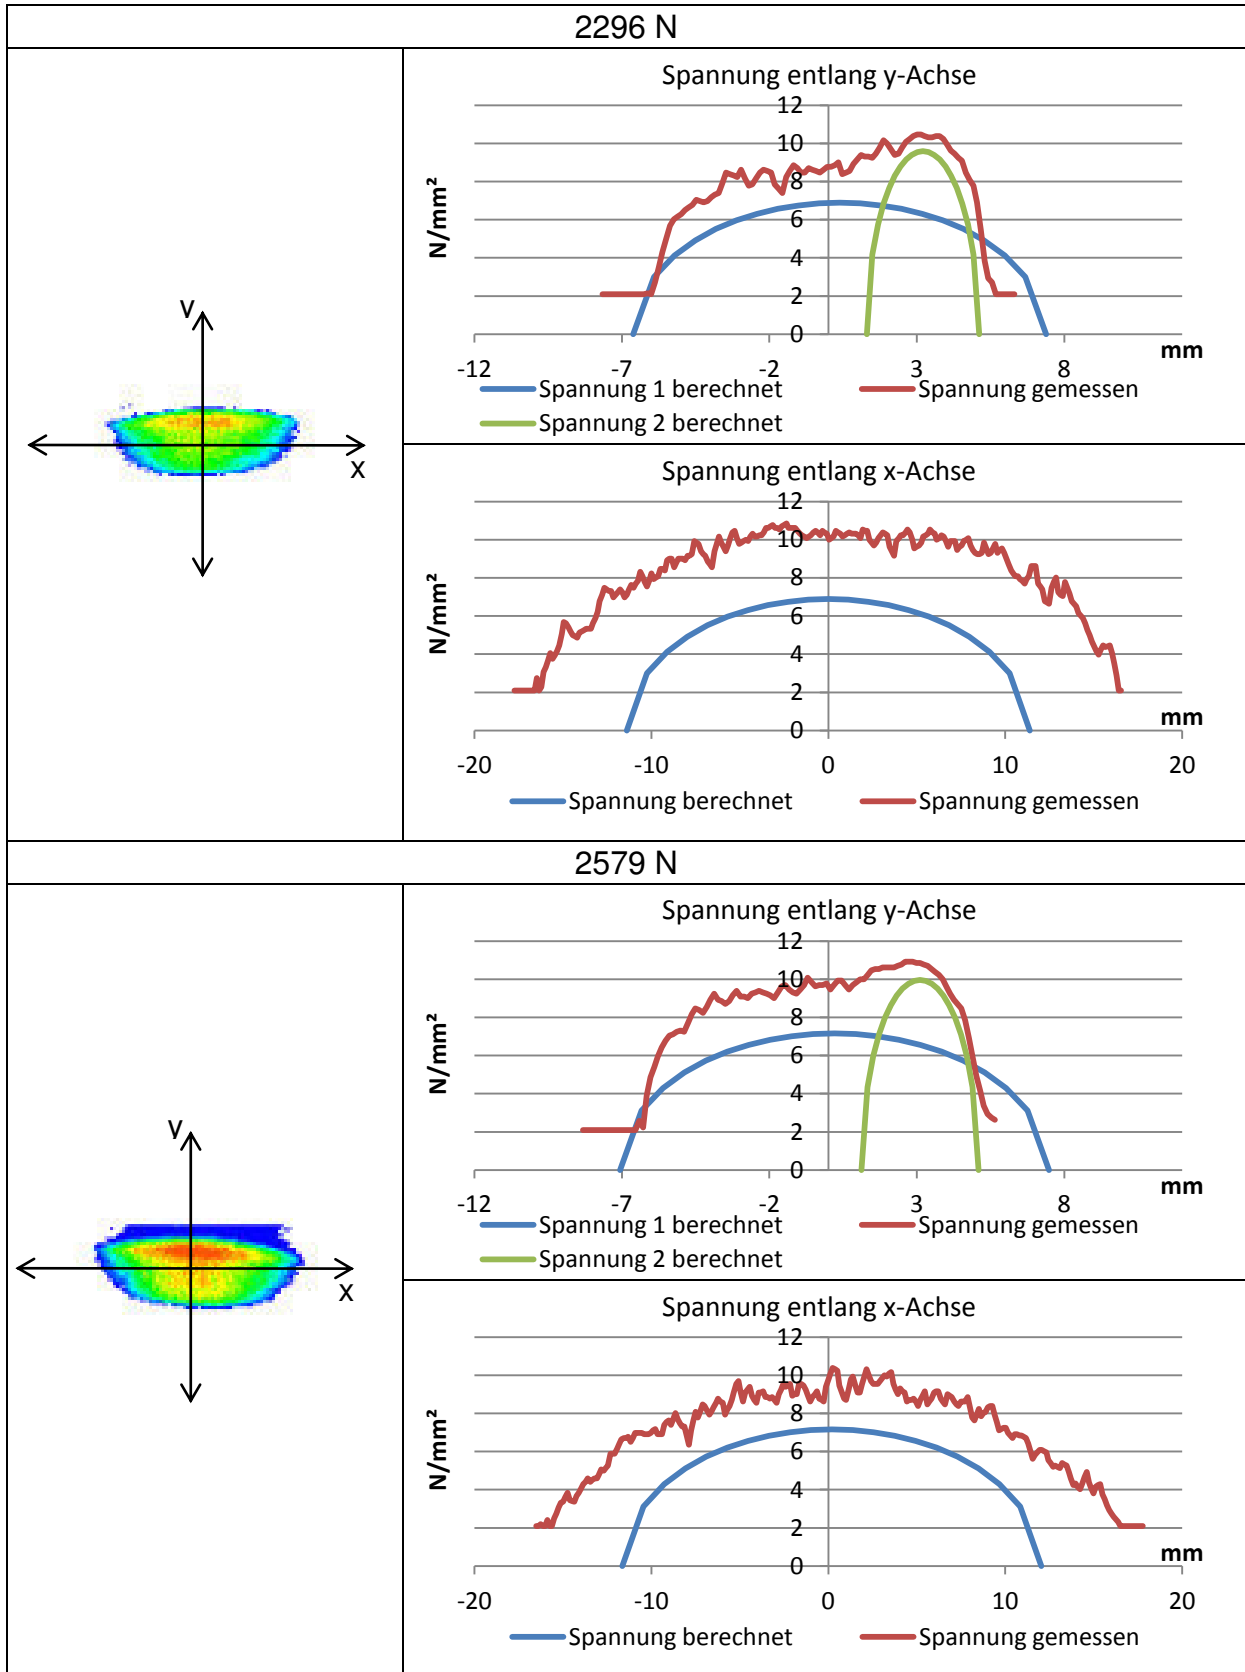 2296 N
Spannung entlang y-Achse
12
10
8
6
4
2
0
N/mm²
-12 -7 -2 3 8
mm
Spannung 1 berechnet Spannung gemessen
Spannung 2 berechnet
y
x
Spannung entlang x-Achse
12
10
8
6
4
2
0
N/mm²
-20 -10 0 10 20
mm
Spannung berechnet Spannung gemessen
2579 N
Spannung entlang y-Achse
12
10
8
6
4
2
0
N/mm²
-12 -7 -2 3 8
mm
Spannung 1 berechnet Spannung gemessen
Spannung 2 berechnet
y
x
Spannung entlang x-Achse
12
10
8
6
4
2
0
N/mm²
-20 -10 0 10 20
mm
Spannung berechnet Spannung gemessen